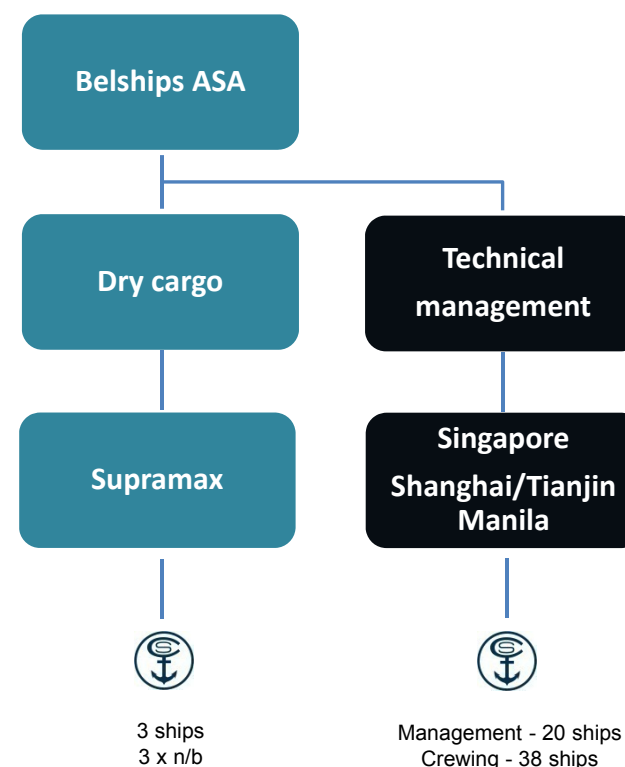 Belships ASA
Dry cargo
Technical
management
Supramax
Singapore
Shanghai/Tianjin
Manila
3 ships
3 x n/b
Management - 20 ships
Crewing - 38 ships